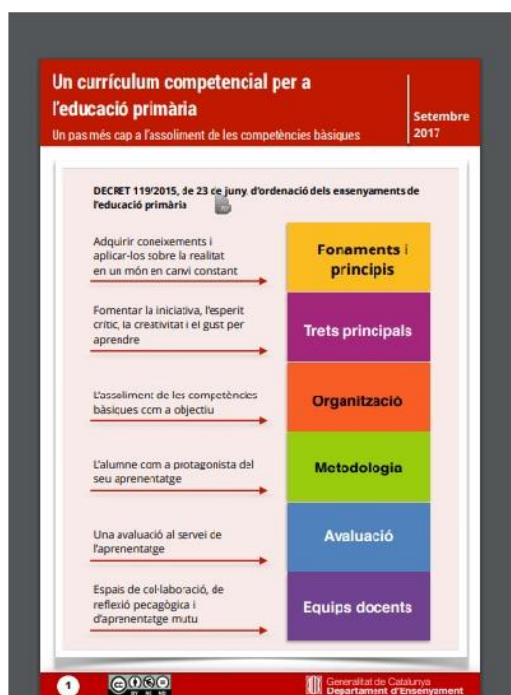 Un currículum competencial per a
l'educació primària
Un pas més cap a l'assoliment de les competències bàsiques
Setembre
2017
DECRET 119/2015, de 23 de juny, d'ordenació dels ensenyaments de
l'educació primària
Adquirir coneixements i
aplicar-los sobre la realitat
en un món en canvi constant
Fonaments i
principis
Fomentar la iniciativa, l'esperit
crític, la creativitat i el gust per
aprendre
Trets principals
L'assoliment de les competències
bàsiques com a objectiu
Organització
L'alumne com a protagonista del
seu aprenentatge
Metodologia
Una avaluació al servei de
l'aprenentatge
Avaluació
Espais de col·laboració, de
reflexió pecagògica i
d'aprenentatge mutu
Equips docents
1
BY NC ND
Generalitat de Catalunya
Departament d'Ensenyament